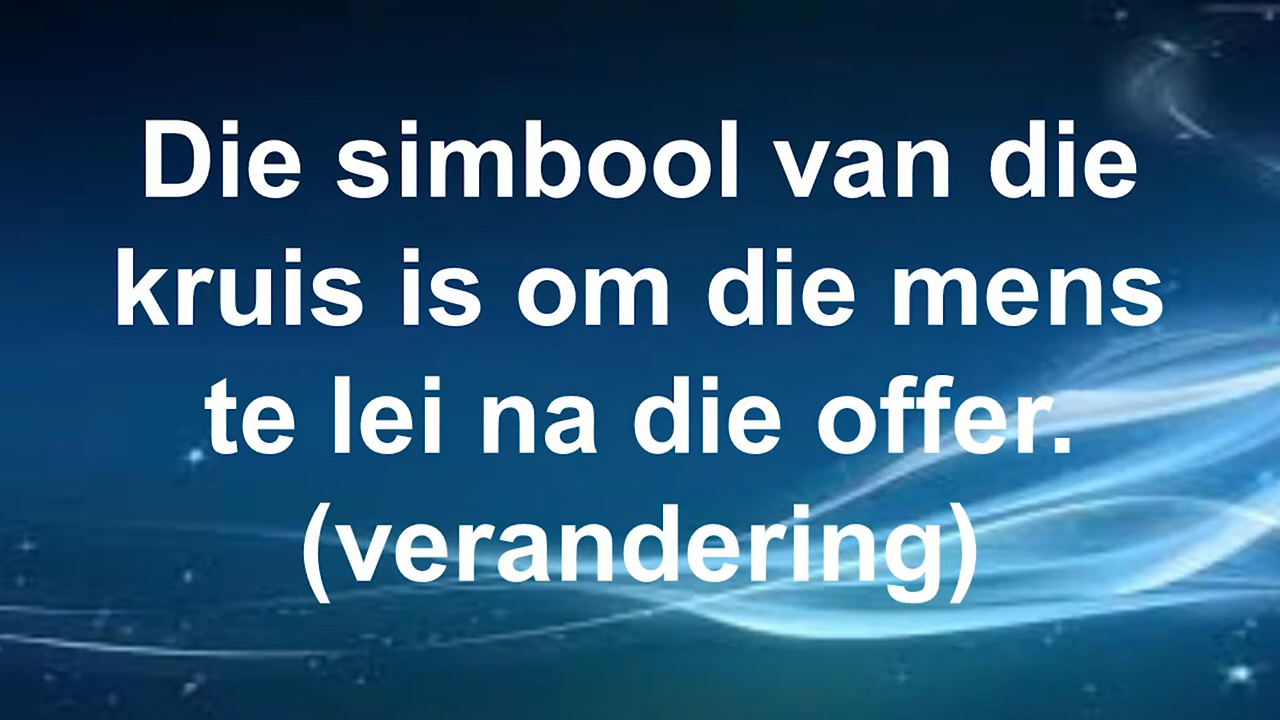 Die simbool van die
kruis is om die mens
te lei na die offer.
(verandering)